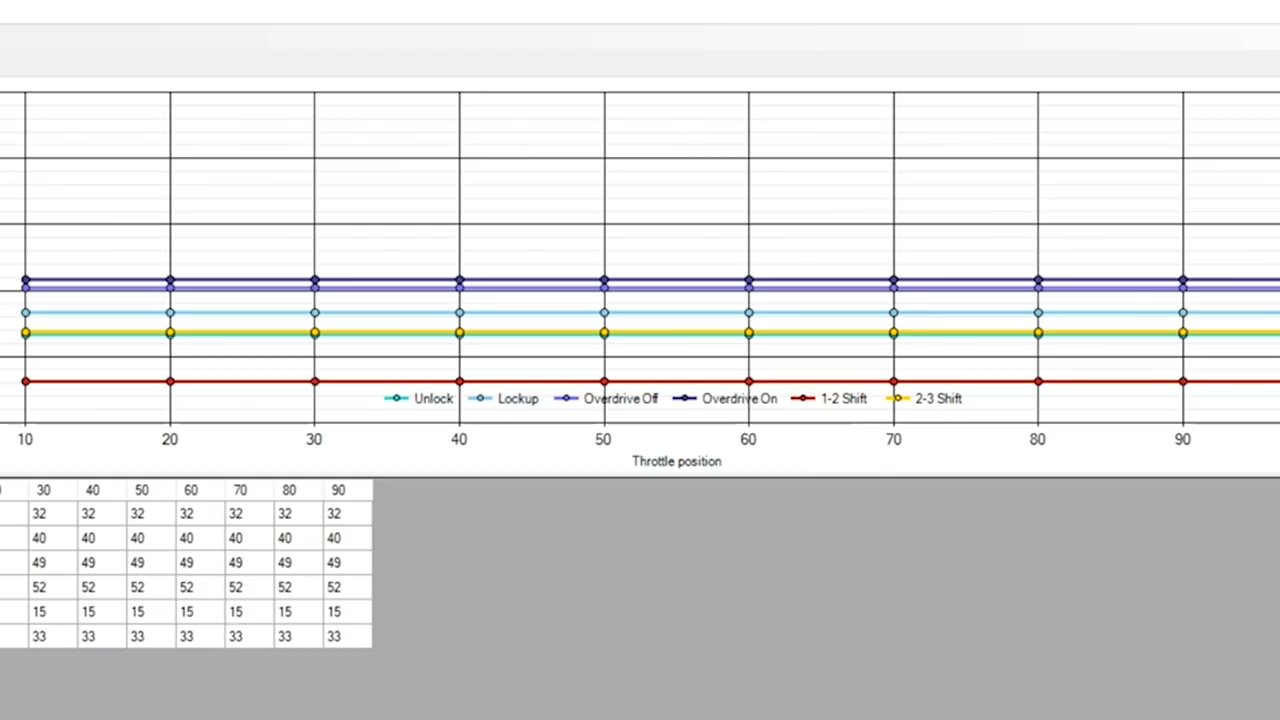 Unlock Lockup Overdrive Off Overdrive On 1-2 Shift 2-3 Shift
10 20 30 40 50 60 70 80 90
Throttle position
30 40 50 60 70 80 90
32 32 32 32 32 32 32
40 40 40 40 40 40 40
49 49 49 49 49 49 49
52 52 52 52 52 52 52
15 15 15 15 15 15 15
33 33 33 33 33 33 33